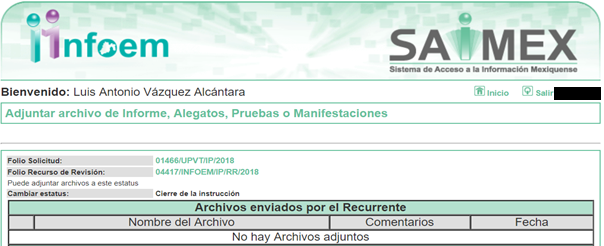 infoem
SAIMEX
Sistema de Acceso a la Información Mexiquense
Bienvenido: Luis Antonio Vázquez Alcántara
Inicio Salir
Adjuntar archivo de Informe, Alegatos, Pruebas o Manifestaciones
Folio Solicitud: 01466/UPVT/IP/2018
Folio Recurso de Revisión: 04417/INFOEM/IP/RR/2018
Puede adjuntar archivos a este estatus
Cambiar estatus: Cierre de la instrucción
Archivos enviados por el Recurrente
Nombre del Archivo Comentarios Fecha
No hay Archivos adjuntos